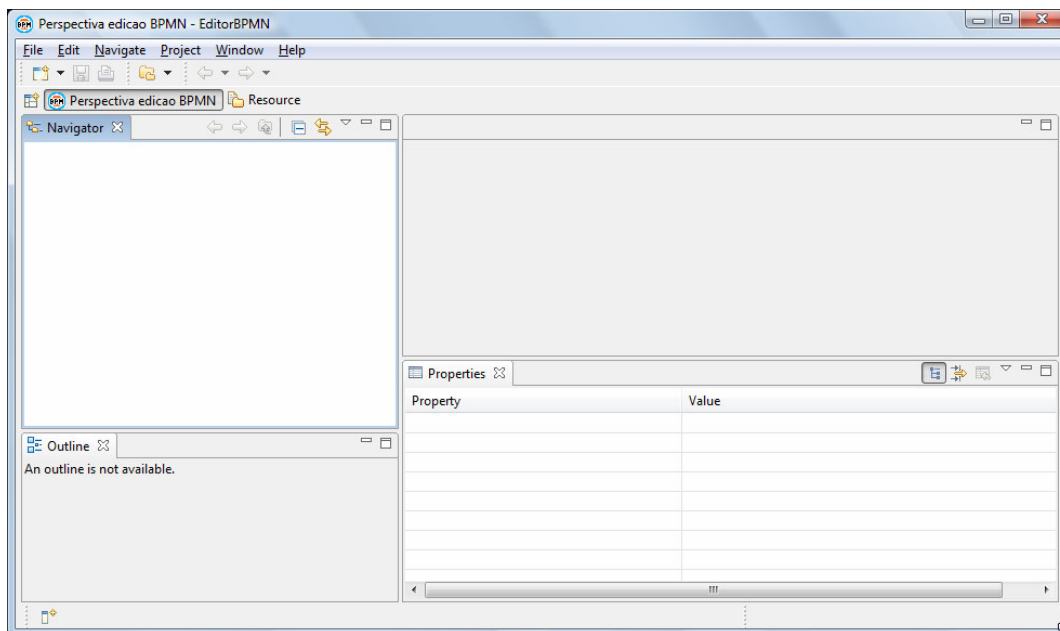 Perspectiva edicao BPMN - EditorBPMN
File Edit Navigate Project Window Help
BPM Perspectiva edicao BPMN Resource
Navigator
Properties
Property Value
Outline
An outline is not available.